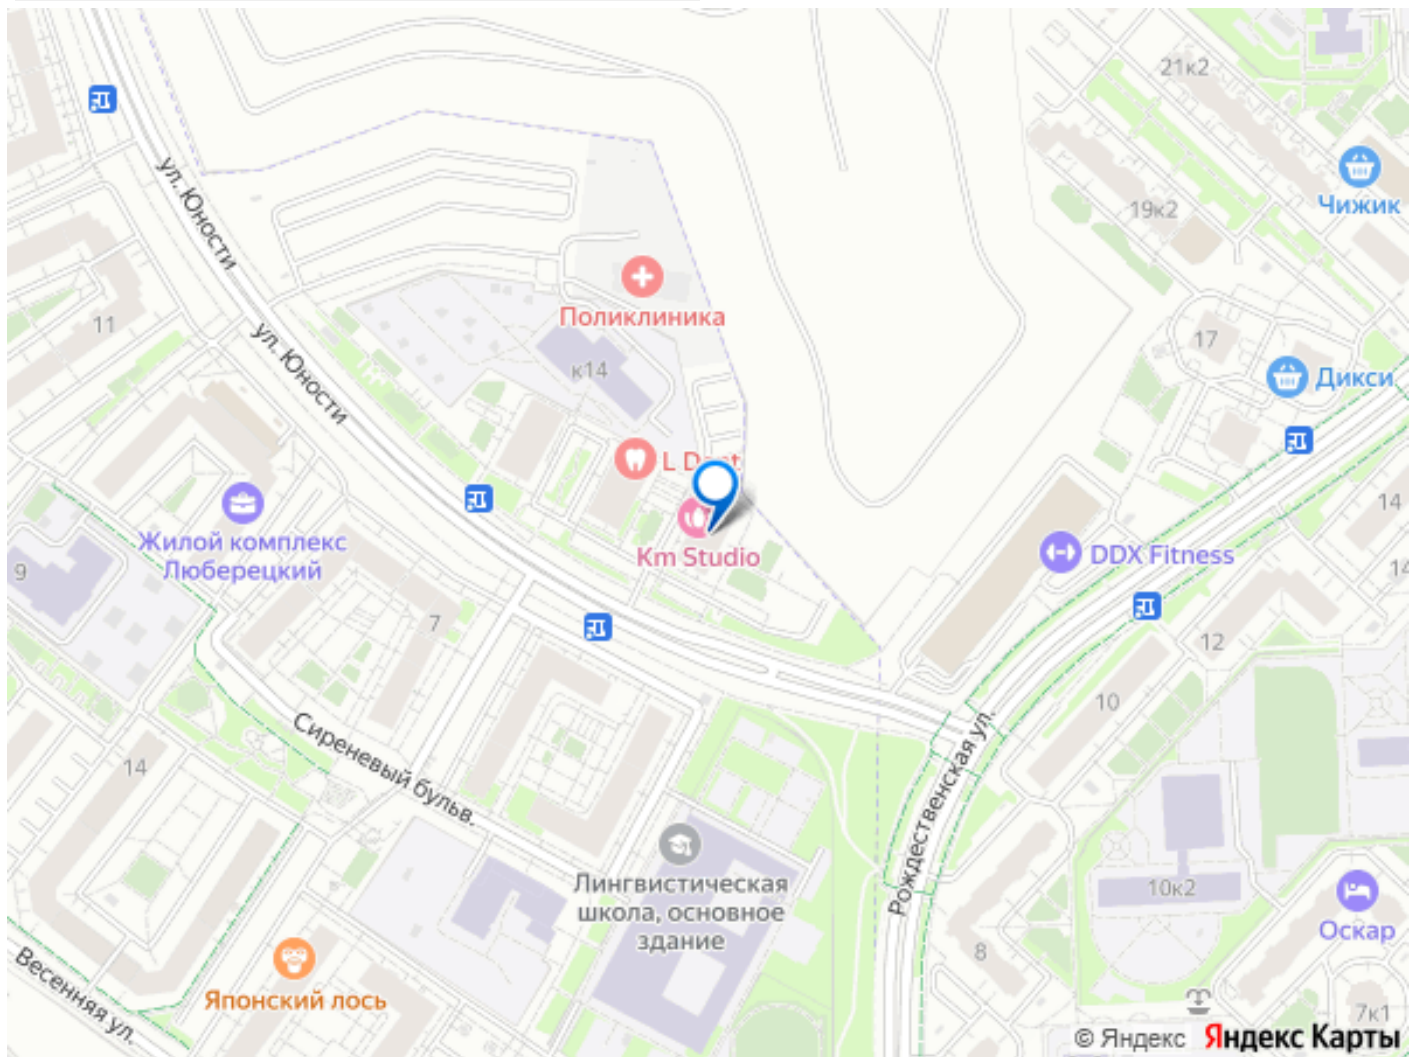 21к2
Чижик
19к2
ул. Юности
Поликлиника
11
ул. Юности
17
к14
Дикси
L Dent
14
Жилой комплекс
Люберецкий
Km Studio
DDX Fitness
14
9
7
12
10
Сиреневый бульв.
14
Рождественская ул.
Лингвистическая
школа, основное
здание
10к2
Оскар
8
Весенняя ул.
Японский лось
7к1
© Яндекс Яндекс Карты